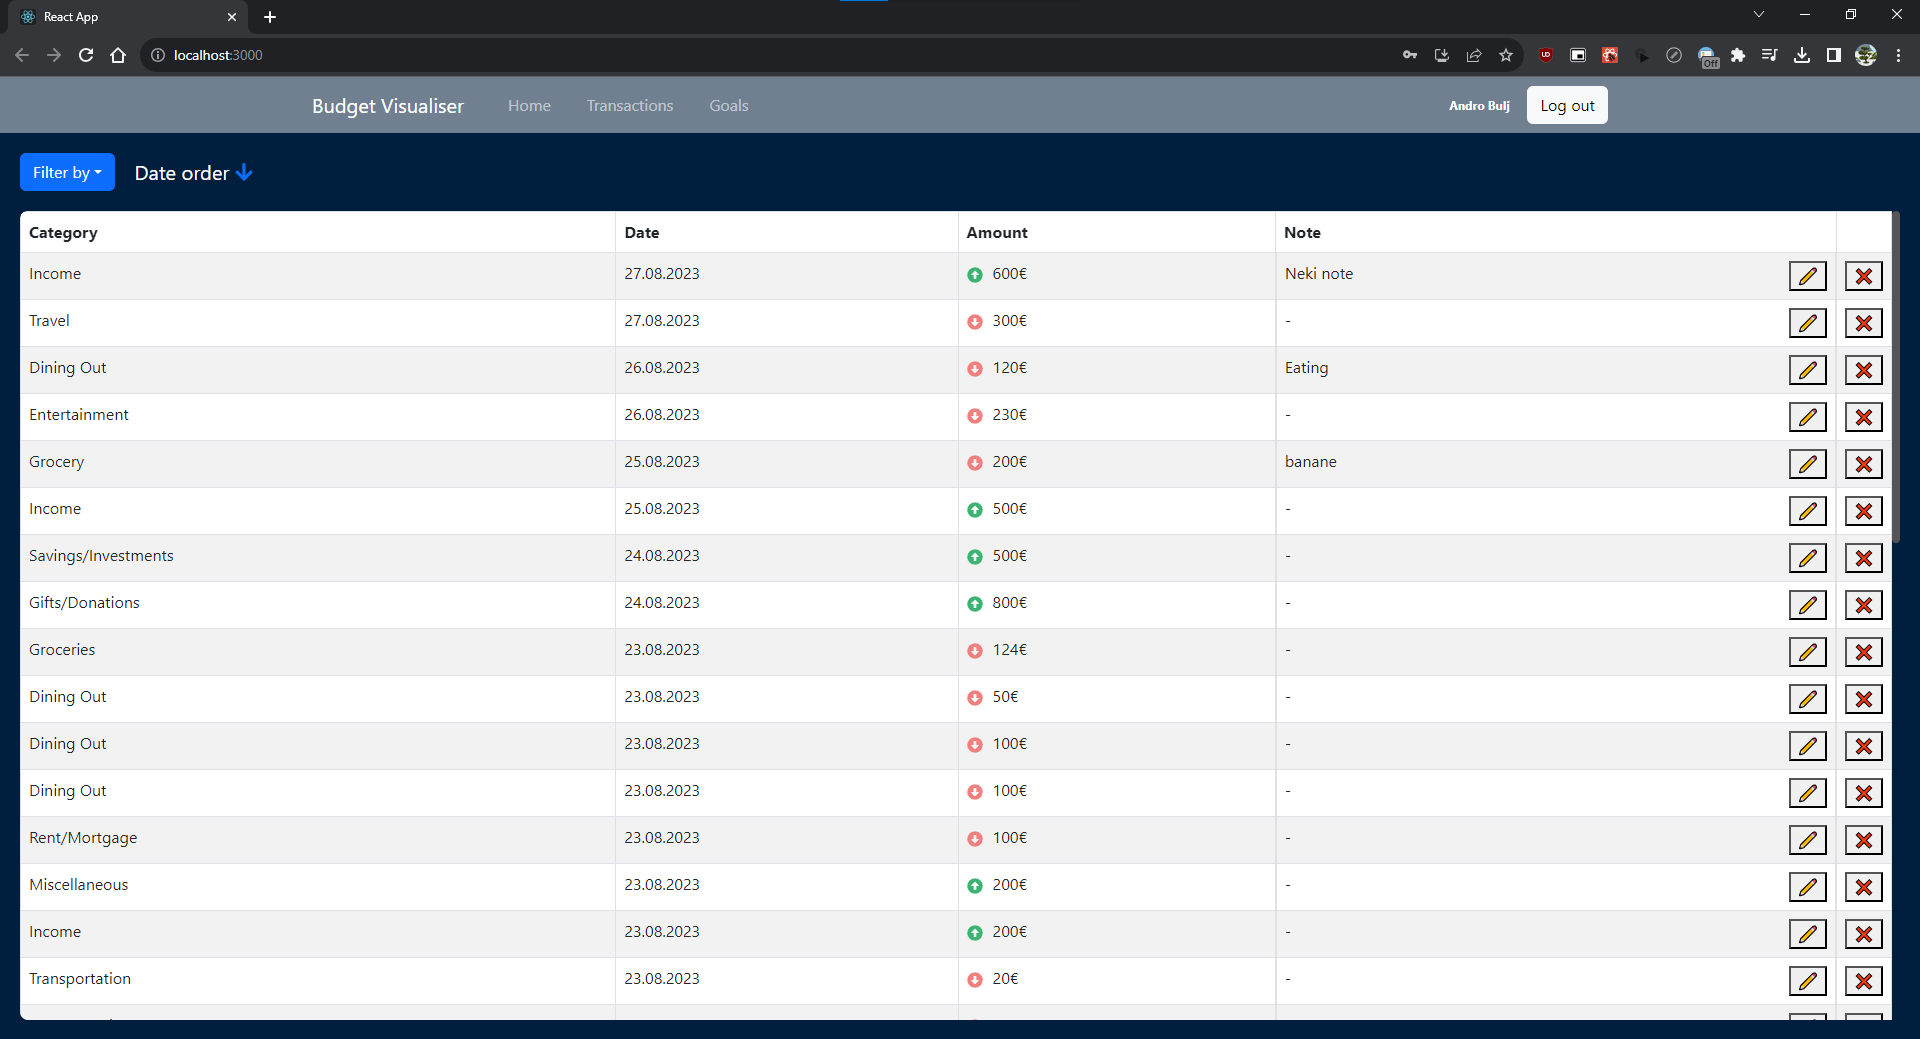 React App
localhost:3000
Off
Budget Visualiser Home Transactions Goals Andro Bulj Log out
Filter by Date order
Category Date Amount Note
Income 27.08.2023 600€ Neki note
Travel 27.08.2023 300€ -
Dining Out 26.08.2023 120€ Eating
Entertainment 26.08.2023 230€ -
Grocery 25.08.2023 200€ banane
Income 25.08.2023 500€ -
Savings/Investments 24.08.2023 500€ -
Gifts/Donations 24.08.2023 800€ -
Groceries 23.08.2023 124€ -
Dining Out 23.08.2023 50€ -
Dining Out 23.08.2023 100€ -
Dining Out 23.08.2023 100€ -
Rent/Mortgage 23.08.2023 100€ -
Miscellaneous 23.08.2023 200€ -
Income 23.08.2023 200€ -
Transportation 23.08.2023 20€ -